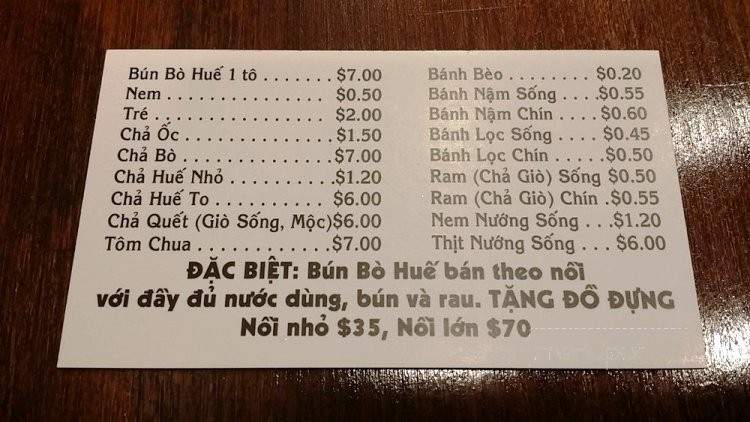 Bún Bò Huế 1 tô . . . . . . . $7.00
Nem . . . . . . . . . . . . . . . . $0.50
Tré . . . . . . . . . . . . . . . . $2.00
Chả Ốc . . . . . . . . . . . . . . $1.50
Chả Bò . . . . . . . . . . . . . . $7.00
Chả Huế Nhỏ . . . . . . . . . .$1.20
Chả Huế To . . . . . . . . . . $6.00
Chả Quết (Giò Sống, Mộc)$6.00
Tôm Chua . . . . . . . . . . . . $7.00
Bánh Bèo . . . . . . . . $0.20
Bánh Nậm Sống . . . .$0.55
Bánh Nậm Chín . . . . $0.60
Bánh Lọc Sống . . . . $0.45
Bánh Lọc Chín . . . . .$0.50
Ram (Chả Giò) Sống $0.50
Ram (Chả Giò) Chín .$0.55
Nem Nướng Sống . . .$1.20
Thịt Nướng Sống . . . $6.00
ĐẶC BIỆT: Bún Bò Huế bán theo nồi
với đầy đủ nước dùng, bún và rau. TẶNG ĐỒ ĐỰNG
Nồi nhỏ $35, Nồi lớn $70